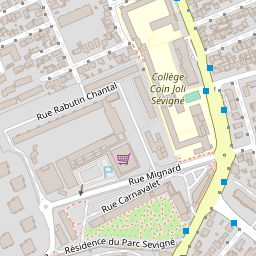 Collège
Coin Joli
Sévigné
Rue Rabutin Chantal
P
Rue Mignard
Rue Carnavalet
Résidence du Parc Sévigné